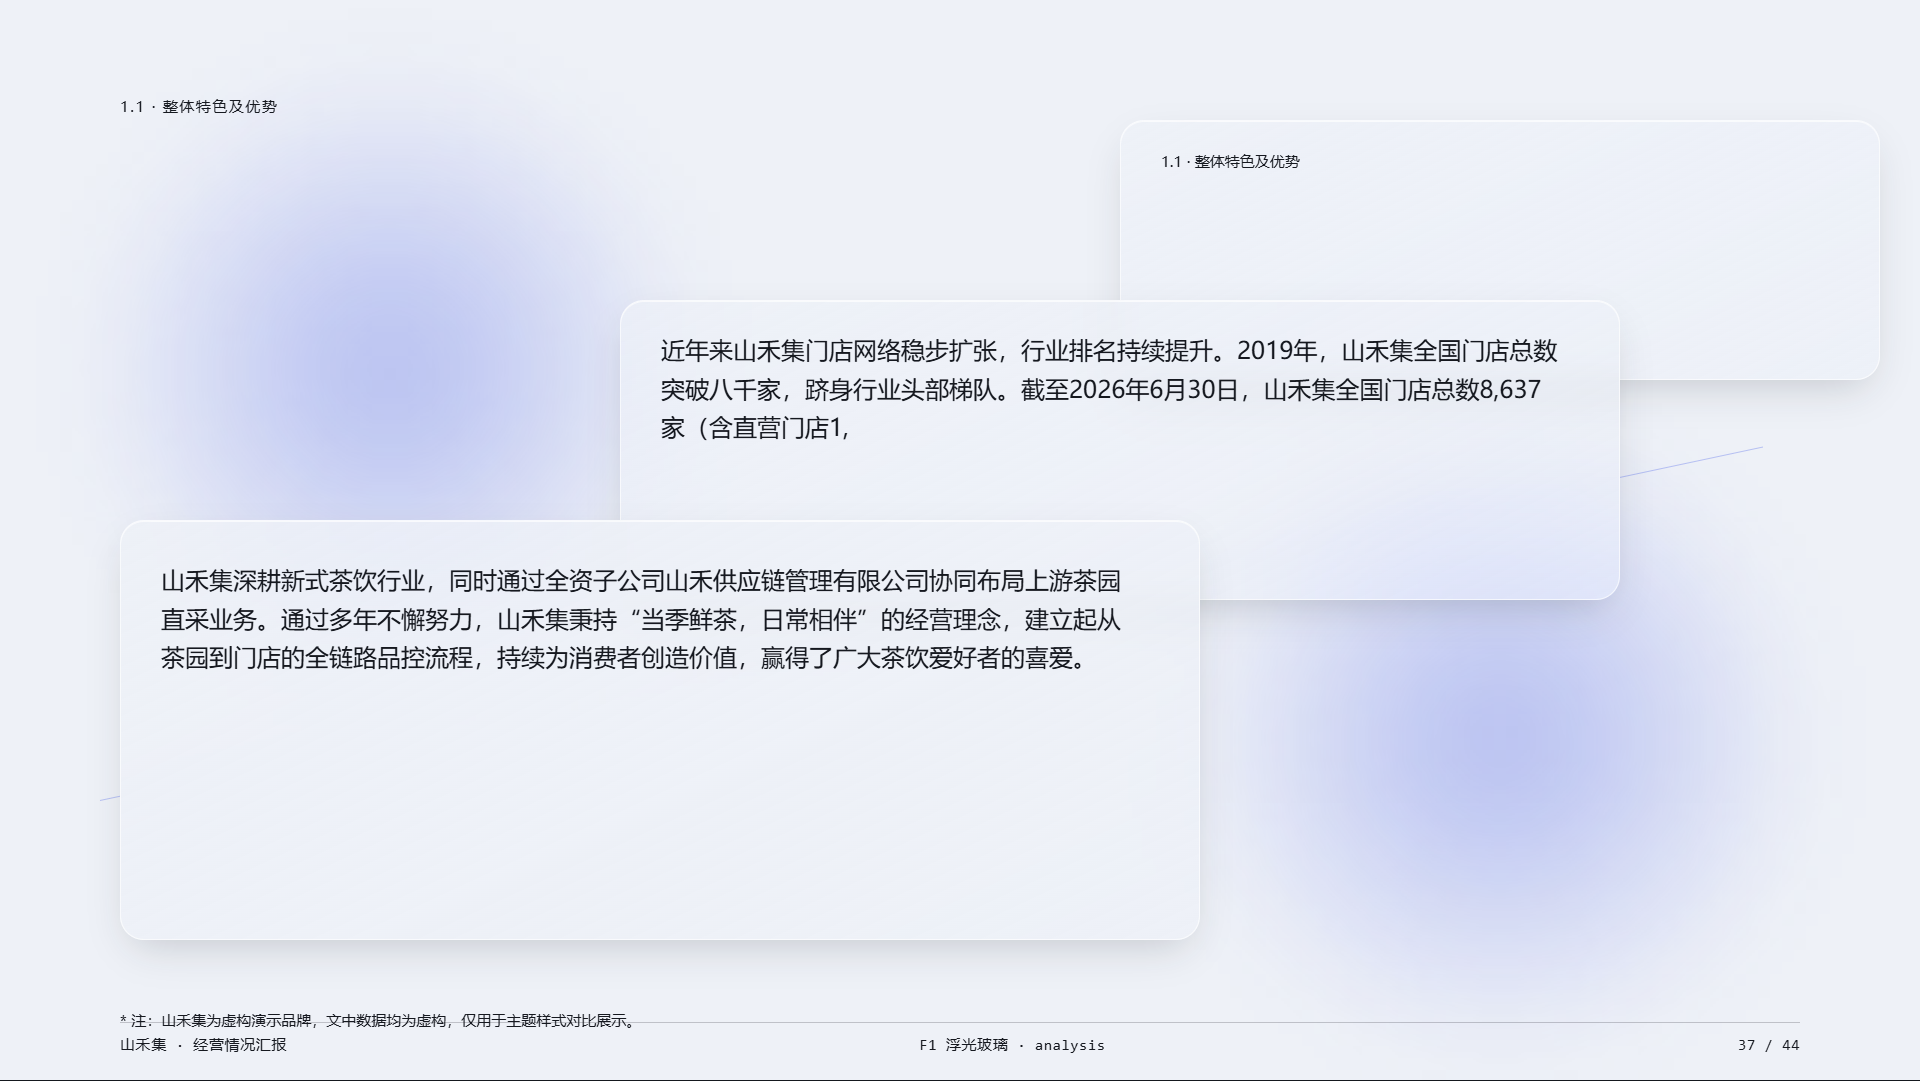 1.1 · 整体特色及优势
1.1 · 整体特色及优势
近年来山禾集门店网络稳步扩张，行业排名持续提升。2019年，山禾集全国门店总数
突破八千家，跻身行业头部梯队。截至2026年6月30日，山禾集全国门店总数8,637
家（含直营门店1,
山禾集深耕新式茶饮行业，同时通过全资子公司山禾供应链管理有限公司协同布局上游茶园
直采业务。通过多年不懈努力，山禾集秉持“当季鲜茶，日常相伴”的经营理念，建立起从
茶园到门店的全链路品控流程，持续为消费者创造价值，赢得了广大茶饮爱好者的喜爱。
* 注：山禾集为虚构演示品牌，文中数据均为虚构，仅用于主题样式对比展示。
山禾集 · 经营情况汇报
F1 浮光玻璃 · analysis
37 / 44